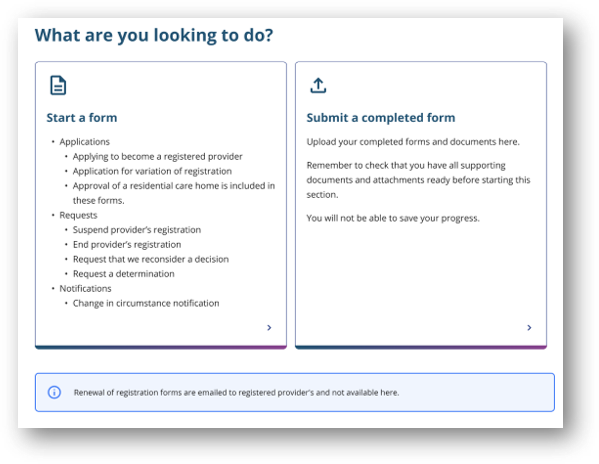 What are you looking to do?
Start a form
• Applications
• Applying to become a registered provider
• Application for variation of registration
• Approval of a residential care home is included in
these forms.
• Requests
• Suspend provider's registration
• End provider's registration
• Request that we reconsider a decision
• Request a determination
• Notifications
• Change in circumstance notification
Submit a completed form
Upload your completed forms and documents here.
Remember to check that you have all supporting
documents and attachments ready before starting this
section.
You will not be able to save your progress.
Renewal of registration forms are emailed to registered provider's and not available here.